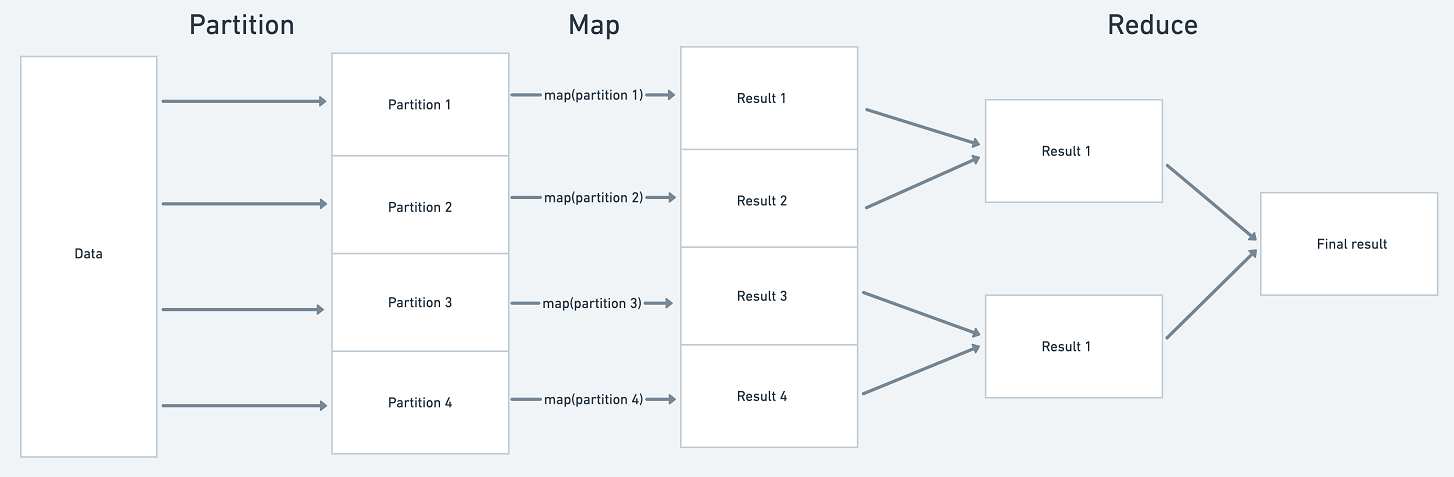 Partition
Map
Reduce
Data
Partition 1
Partition 2
Partition 3
Partition 4
map(partition 1)
map(partition 2)
map(partition 3)
map(partition 4)
Result 1
Result 2
Result 3
Result 4
Result 1
Result 1
Final result